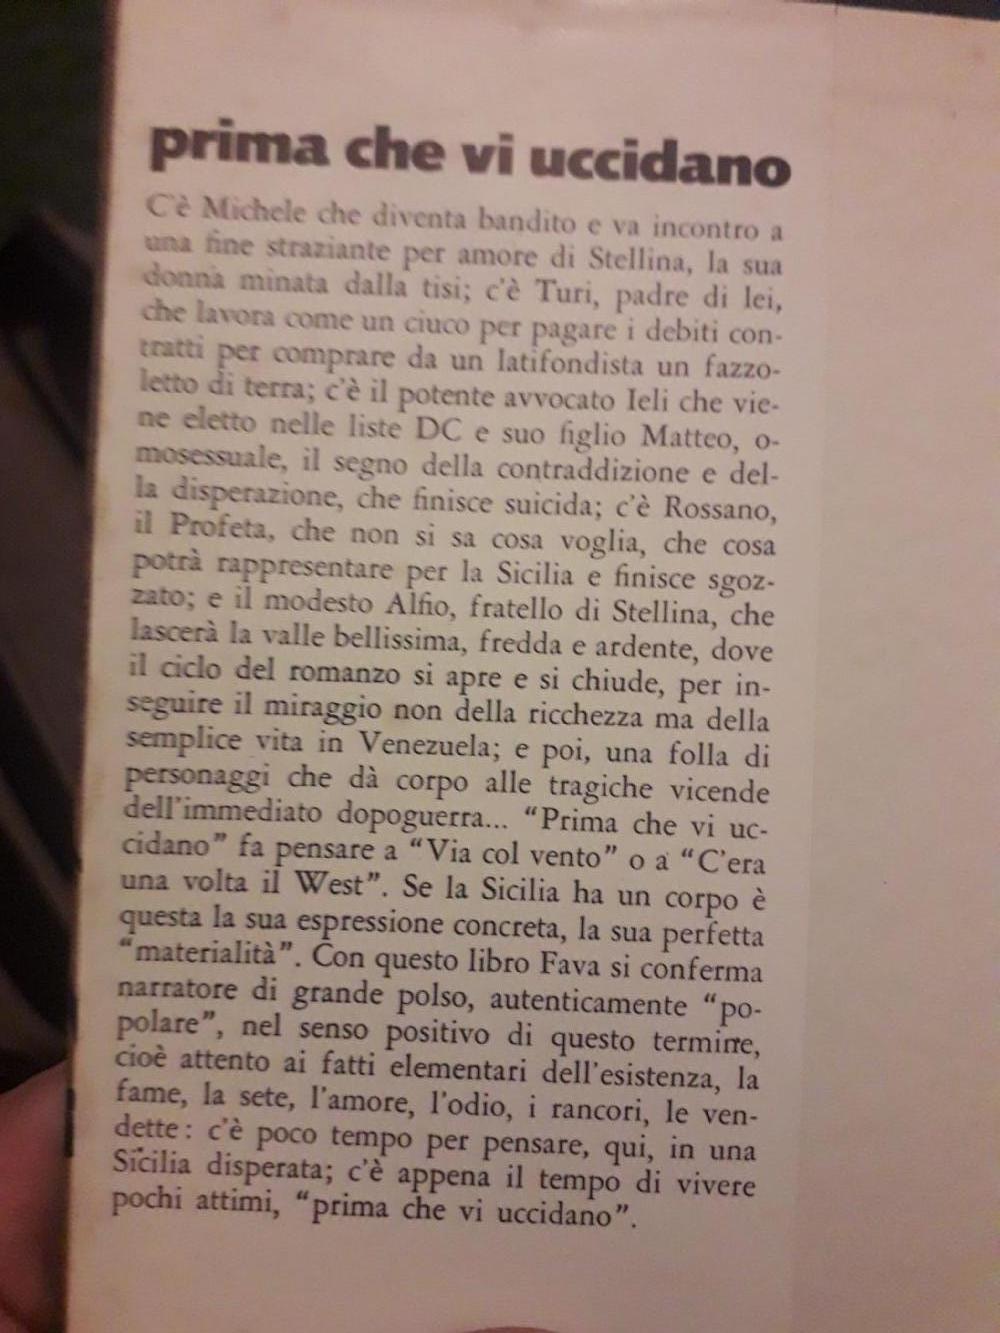 prima che vi uccidano
C'è Michele che diventa bandito e va incontro a
una fine straziante per amore di Stellina, la sua
donna minata dalla tisi; c'è Turi, padre di lei,
che lavora come un ciuco per pagare i debiti con-
tratti per comprare da un latifondista un fazzo-
letto di terra; c'è il potente avvocato Ieli che vie-
ne eletto nelle liste DC e suo figlio Matteo, o-
mosessuale, il segno della contraddizione e del-
la disperazione, che finisce suicida; c'è Rossano,
il Profeta, che non si sa cosa voglia, che cosa
potrà rappresentare per la Sicilia e finisce sgoz-
zato; e il modesto Alfio, fratello di Stellina, che
lascerà la valle bellissima, fredda e ardente, dove
il ciclo del romanzo si apre e si chiude, per in-
seguire il miraggio non della ricchezza ma della
semplice vita in Venezuela; e poi, una folla di
personaggi che dà corpo alle tragiche vicende
dell'immediato dopoguerra... “Prima che vi uc-
cidano” fa pensare a “Via col vento” o a “C'era
una volta il West”. Se la Sicilia ha un corpo è
questa la sua espressione concreta, la sua perfetta
“materialità”. Con questo libro Fava si conferma
narratore di grande polso, autenticamente “po-
polare”, nel senso positivo di questo termine,
cioè attento ai fatti elementari dell'esistenza, la
fame, la sete, l'amore, l'odio, i rancori, le ven-
dette: c'è poco tempo per pensare, qui, in una
Sicilia disperata; c'è appena il tempo di vivere
pochi attimi, “prima che vi uccidano”.